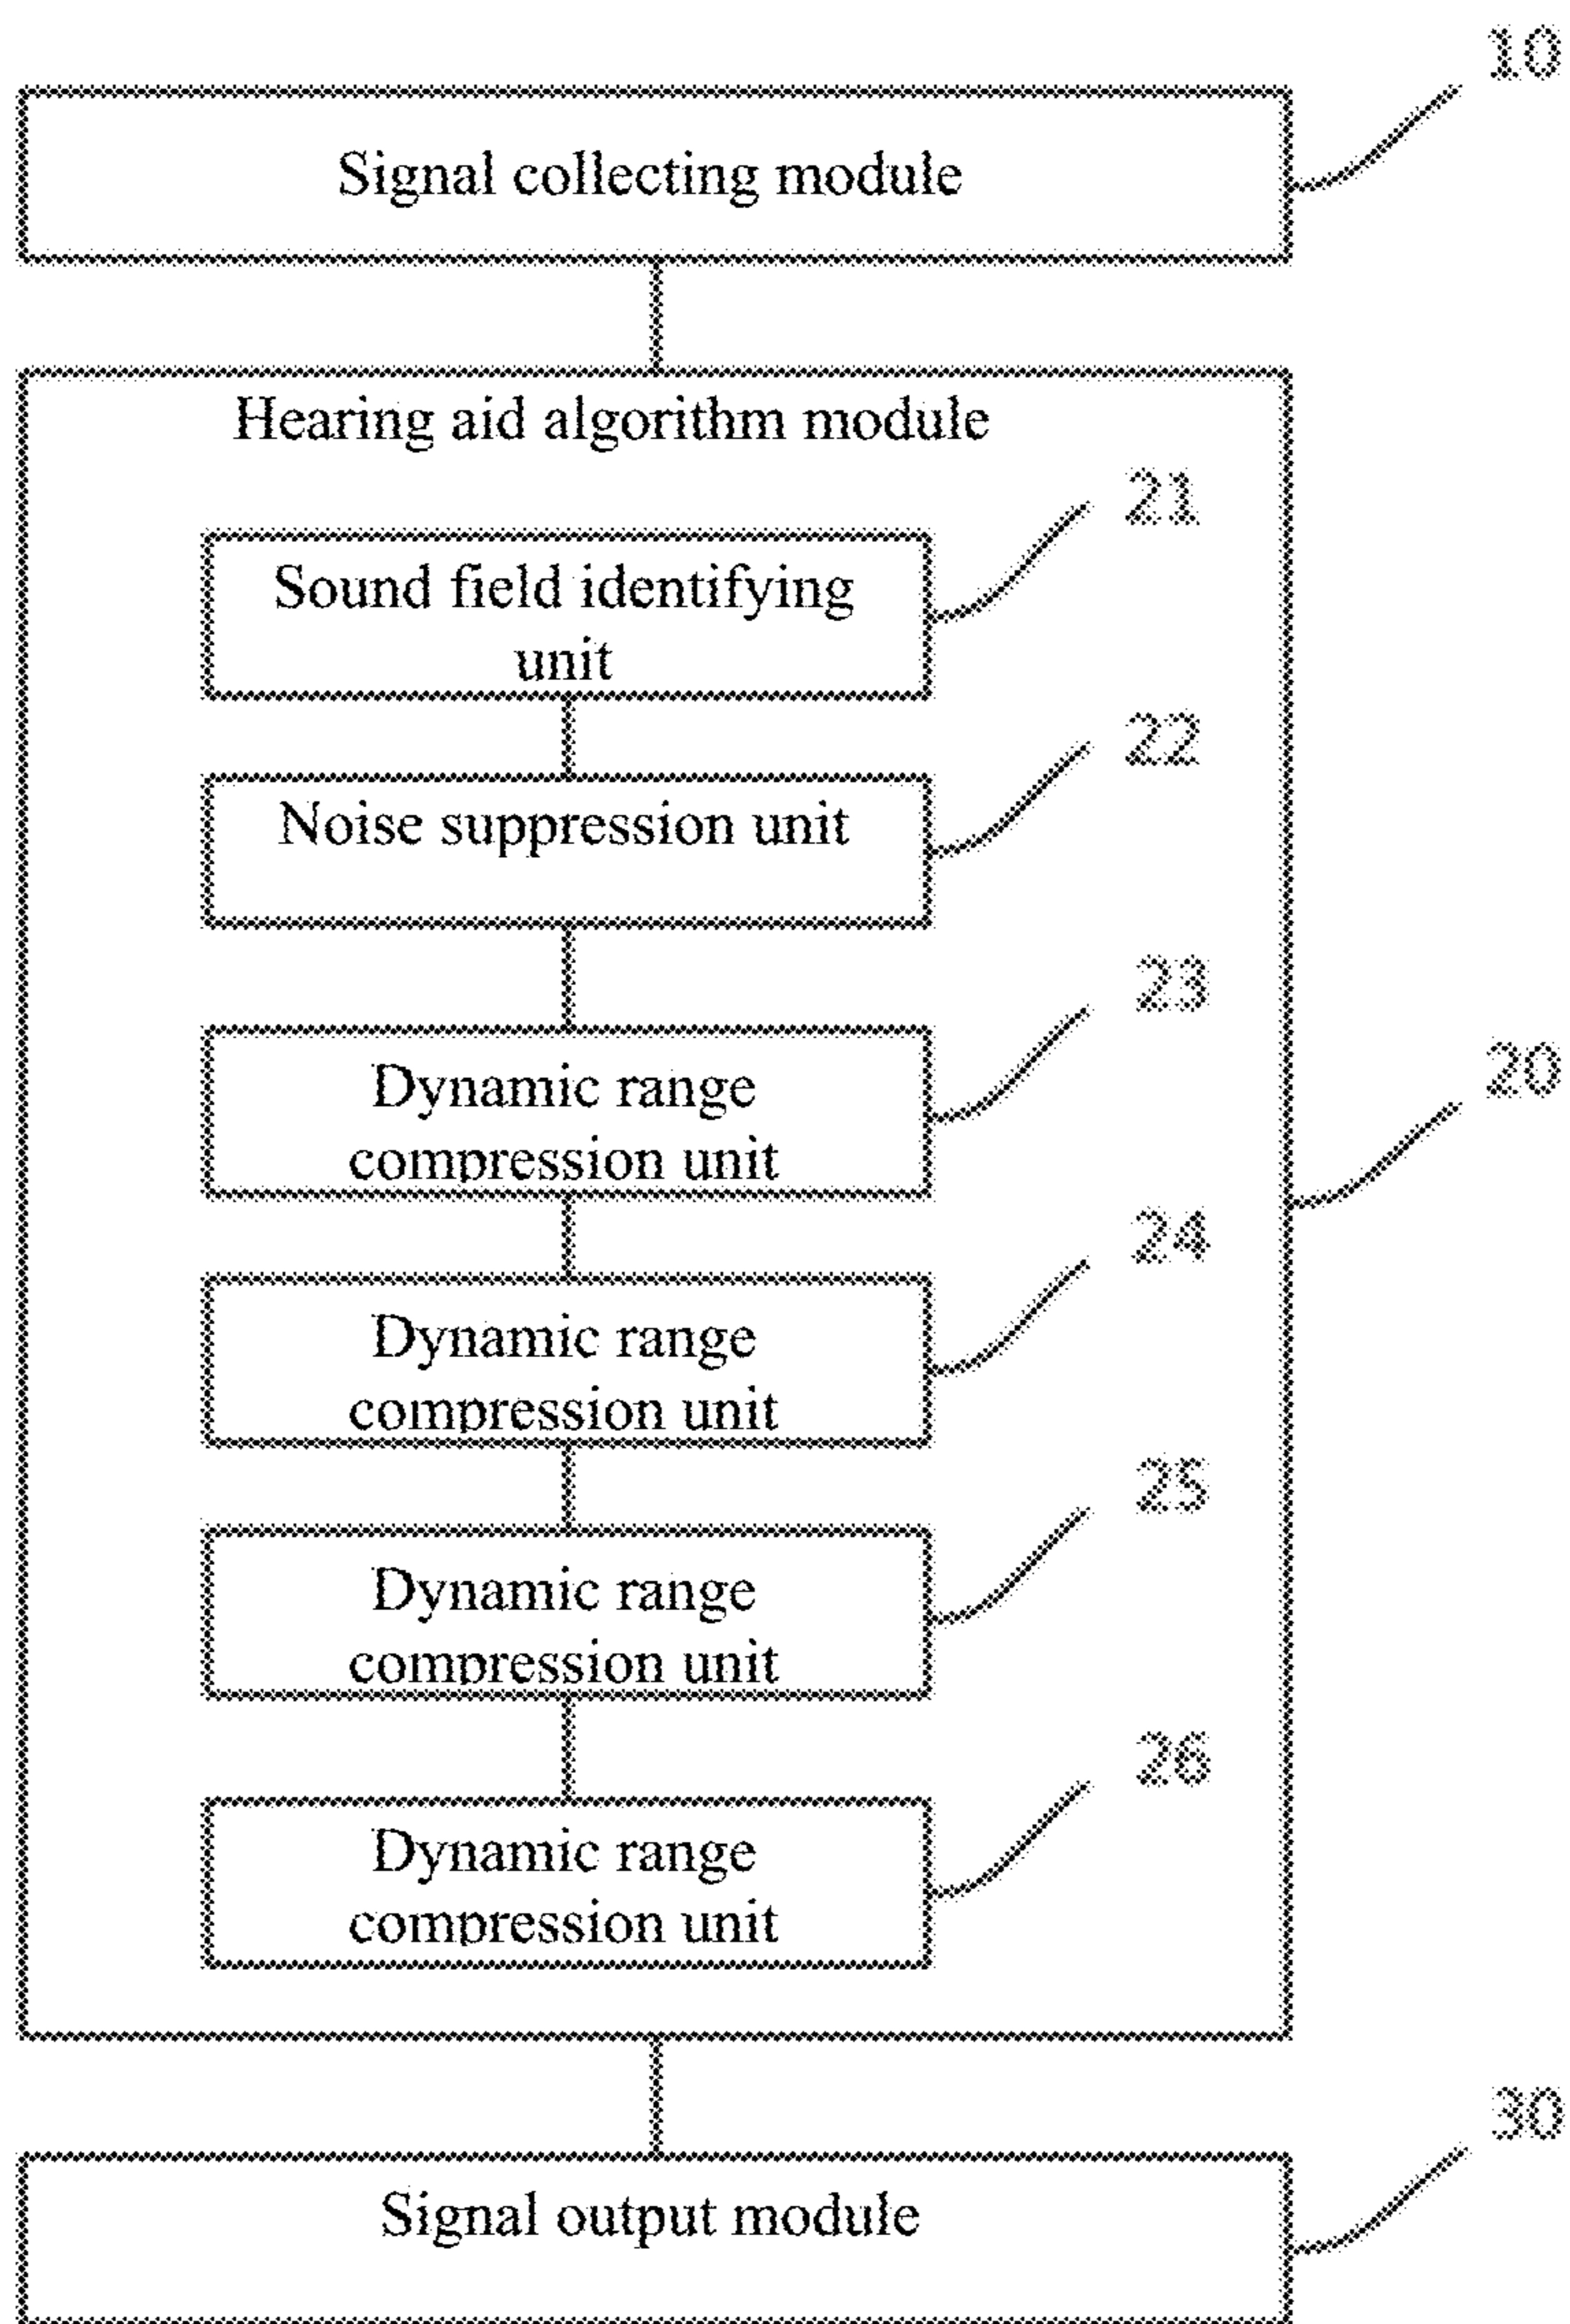 10
Signal collecting module
Hearing aid algorithm module
21
Sound field identifying
unit
22
Noise suppression unit
23
Dynamic range
compression unit
20
24
Dynamic range
compression unit
25
Dynamic range
compression unit
26
Dynamic range
compression unit
30
Signal output module